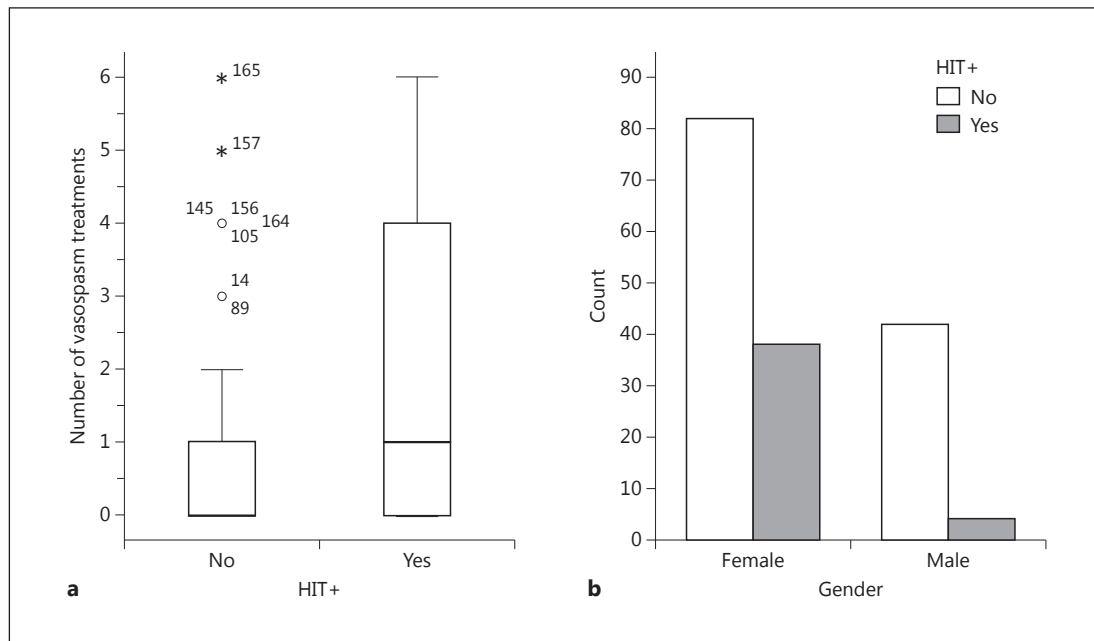 Number of vasospasm treatments
6
5
4
3
2
1
0
165
157
145 156 164
105
14
89
No Yes
HIT+
a
Count
90
80
70
60
50
40
30
20
10
0
HIT+
No
Yes
Female Male
Gender
b